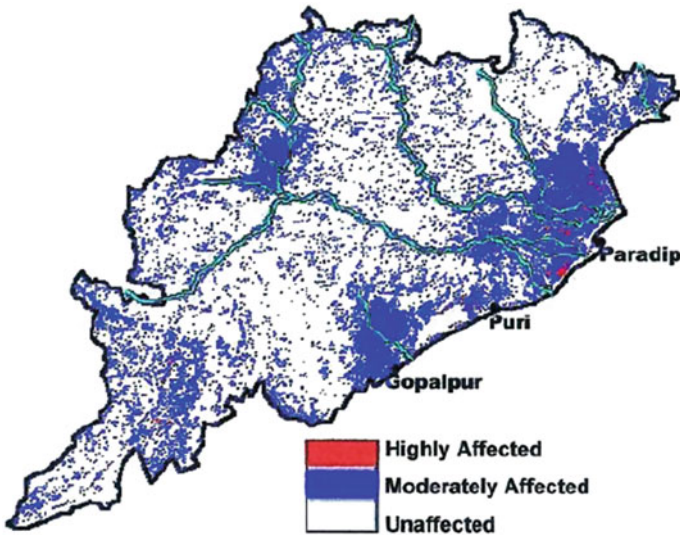 Paradip
Puri
Gopalpur
Highly Affected
Moderately Affected
Unaffected